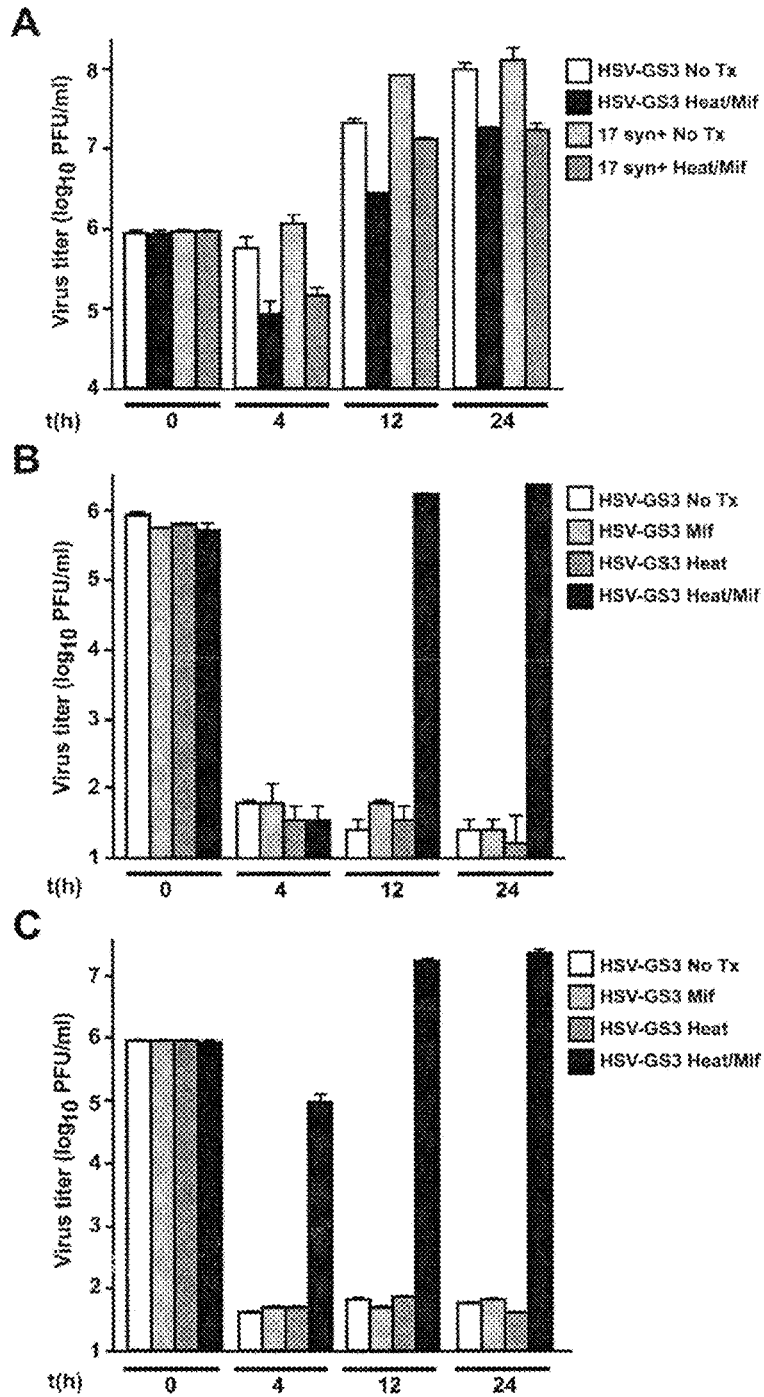 A
Virus titer (log10 PFU/ml)
8
7
6
5
4
HSV-GS3 No Tx
HSV-GS3 Heat/Mif
17 syn+ No Tx
17 syn+ Heat/Mif
t(h)
0
4
12
24
B
Virus titer (log10 PFU/ml)
6
5
4
3
2
1
HSV-GS3 No Tx
HSV-GS3 Mif
HSV-GS3 Heat
HSV-GS3 Heat/Mif
t(h)
0
4
12
24
C
Virus titer (log10 PFU/ml)
7
6
5
4
3
2
1
HSV-GS3 No Tx
HSV-GS3 Mif
HSV-GS3 Heat
HSV-GS3 Heat/Mif
t(h)
0
4
12
24